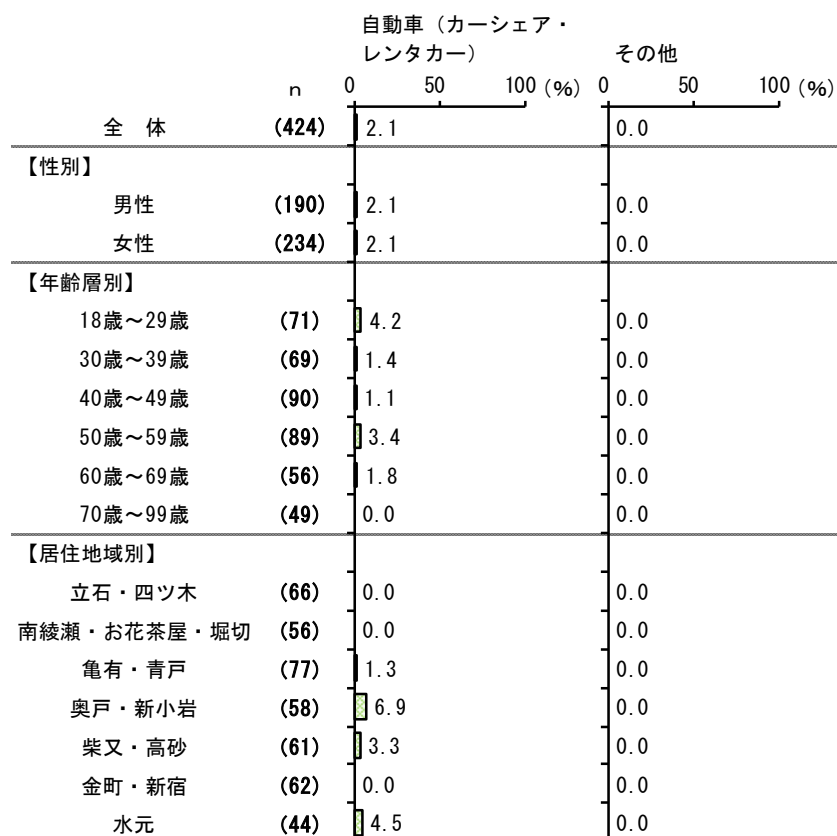 自動車（カーシェア・
レンタカー） その他
n 0 50 100 (%) 0 50 100 (%)
全　体 (424) 2.1 0.0
【性別】
男性 (190) 2.1 0.0
女性 (234) 2.1 0.0
【年齢層別】
18歳～29歳 (71) 4.2 0.0
30歳～39歳 (69) 1.4 0.0
40歳～49歳 (90) 1.1 0.0
50歳～59歳 (89) 3.4 0.0
60歳～69歳 (56) 1.8 0.0
70歳～99歳 (49) 0.0 0.0
【居住地域別】
立石・四ツ木 (66) 0.0 0.0
南綾瀬・お花茶屋・堀切 (56) 0.0 0.0
亀有・青戸 (77) 1.3 0.0
奥戸・新小岩 (58) 6.9 0.0
柴又・高砂 (61) 3.3 0.0
金町・新宿 (62) 0.0 0.0
水元 (44) 4.5 0.0